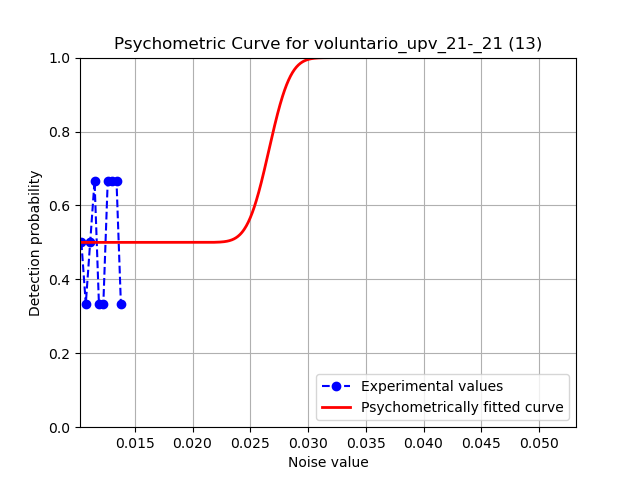 Psychometric Curve for voluntario_upv_21-_21 (13)
1.0
0.8
0.6
0.4
0.2
0.0
Detection probability
0.015 0.020 0.025 0.030 0.035 0.040 0.045 0.050
Noise value
Experimental values
Psychometrically fitted curve